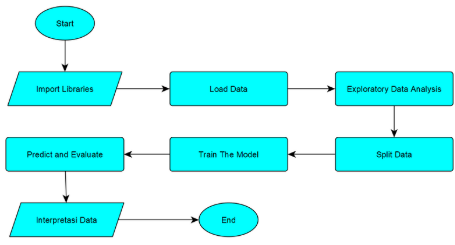 Start
Import Libraries
Load Data
Exploratory Data Analysis
Split Data
Train The Model
Predict and Evaluate
Interpretasi Data
End